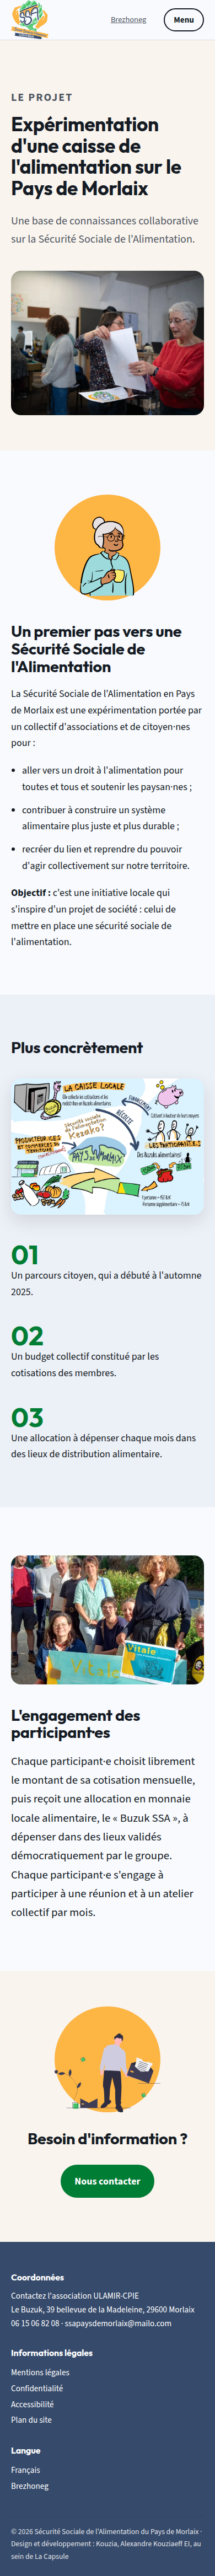 Brezhoneg
Menu
LE PROJET
Expérimentation
d'une caisse de
l'alimentation sur le
Pays de Morlaix
Une base de connaissances collaborative
sur la Sécurité Sociale de l'Alimentation.
Un premier pas vers une
Sécurité Sociale de
l'Alimentation
La Sécurité Sociale de l'Alimentation en Pays
de Morlaix est une expérimentation portée par
un collectif d'associations et de citoyen·nes
pour :
aller vers un droit à l'alimentation pour
toutes et tous et soutenir les paysan·nes ;
contribuer à construire un système
alimentaire plus juste et plus durable ;
recréer du lien et reprendre du pouvoir
d'agir collectivement sur notre territoire.
Objectif : c'est une initiative locale qui
s'inspire d'un projet de société : celui de
mettre en place une sécurité sociale de
l'alimentation.
Plus concrètement
LA CAISSE LOCALE
FINANCEMENT
RÉCOLTE
PRODUCTEUR·ICES
ET COMMERCES DU
TERRITOIRE
Kezako?
PAYS DE MORLAIX
LES PARTICIPANT.E.S
Des Buzuks alimentaires!
01
Un parcours citoyen, qui a débuté à l'automne
2025.
02
Un budget collectif constitué par les
cotisations des membres.
03
Une allocation à dépenser chaque mois dans
des lieux de distribution alimentaire.
Vitale
Vitale
L'engagement des
participant·es
Chaque participant·e choisit librement
le montant de sa cotisation mensuelle,
puis reçoit une allocation en monnaie
locale alimentaire, le « Buzuk SSA », à
dépenser dans des lieux validés
démocratiquement par le groupe.
Chaque participant·e s'engage à
participer à une réunion et à un atelier
collectif par mois.
Besoin d'information ?
Nous contacter
Coordonnées
Contactez l'association ULAMIR-CPIE
Le Buzuk, 39 bellevue de la Madeleine, 29600 Morlaix
06 15 06 82 08 · ssapaysdemorlaix@mailo.com
Informations légales
Mentions légales
Confidentialité
Accessibilité
Plan du site
Langue
Français
Brezhoneg
© 2026 Sécurité Sociale de l'Alimentation du Pays de Morlaix ·
Design et développement : Kouzia, Alexandre Kouziaeff EI, au
sein de La Capsule